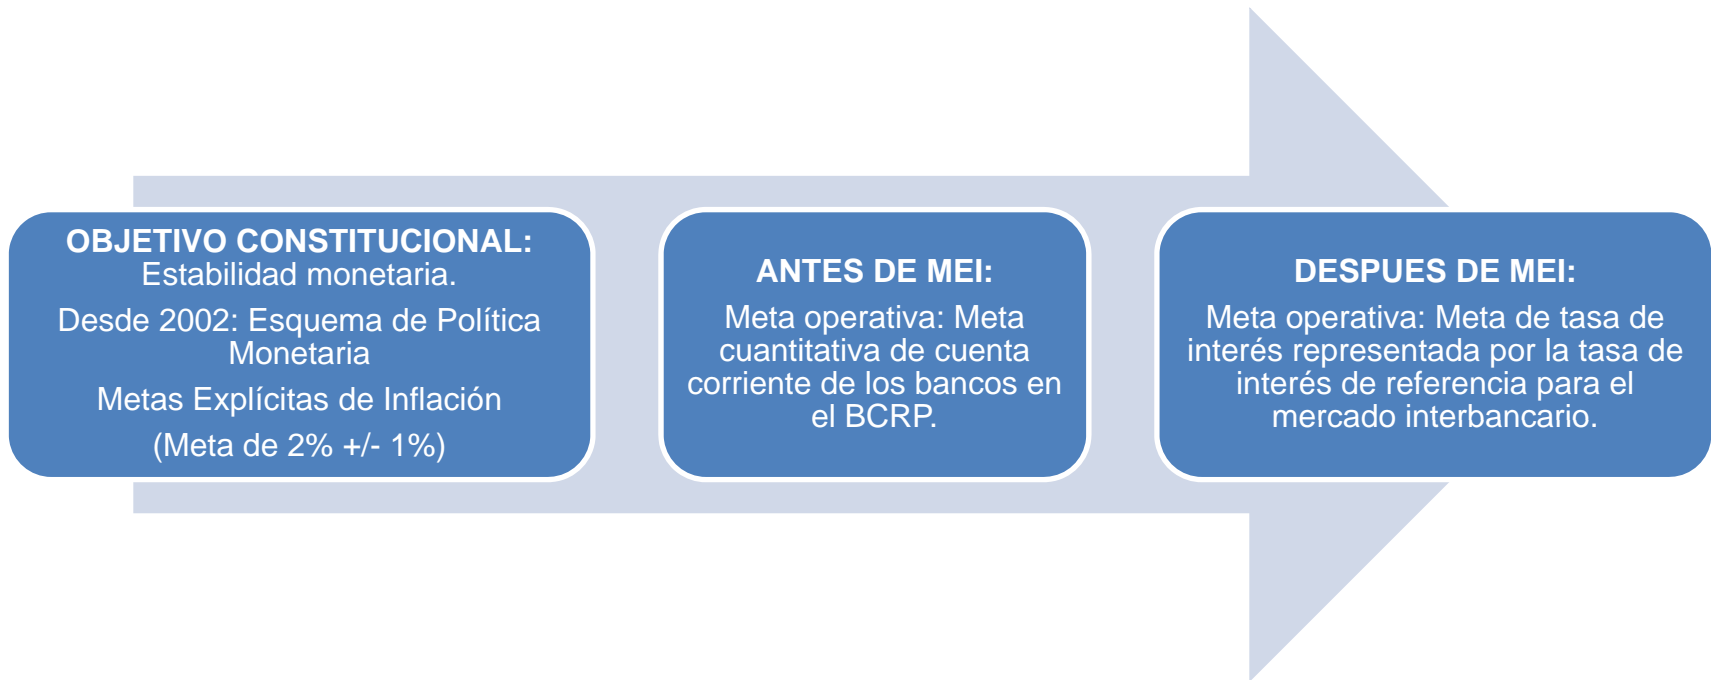 OBJETIVO CONSTITUCIONAL:
Estabilidad monetaria.
Desde 2002: Esquema de Política
Monetaria
Metas Explícitas de Inflación
(Meta de 2% +/- 1%)
ANTES DE MEI:
Meta operativa: Meta
cuantitativa de cuenta
corriente de los bancos en
el BCRP.
DESPUES DE MEI:
Meta operativa: Meta de tasa de
interés representada por la tasa de
interés de referencia para el
mercado interbancario.